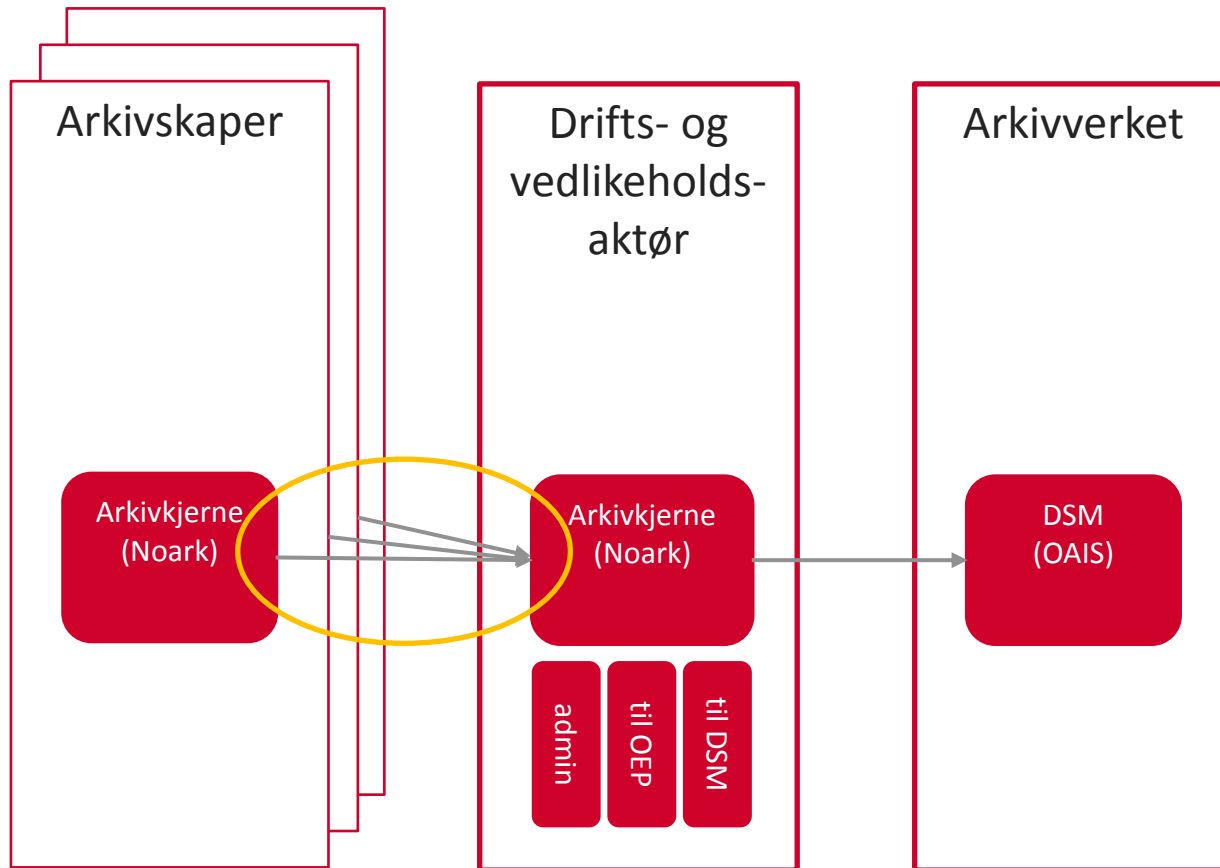 Arkivskaper
Drifts- og
vedlikeholds-
aktør
Arkivverket
Arkivkjerne
(Noark)
Arkivkjerne
(Noark)
DSM
(OAIS)
admin
til OEP
til DSM